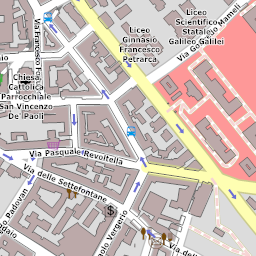 Liceo
Ginnasio
Francesco
Petrarca
Liceo
Scientifico
Statale
Galileo Galilei
Chiesa
Cattolica
Parrocchiale
San Vincenzo
De' Paoli
Via Pasquale Revoltella
Via delle Settefontane
$
Via de